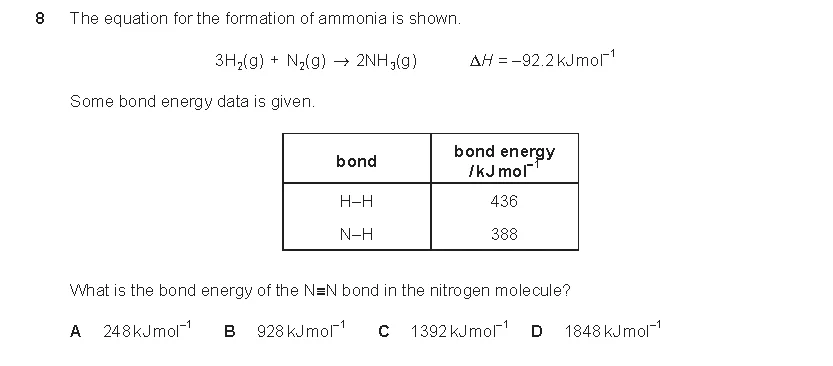 8 The equation for the formation of ammonia is shown.
3H₂(g) + N₂(g) → 2NH₃(g) ΔH = –92.2 kJ mol⁻¹
Some bond energy data is given.
bond bond energy / kJ mol⁻¹
H–H 436
N–H 388
What is the bond energy of the N≡N bond in the nitrogen molecule?
A 248 kJ mol⁻¹ B 928 kJ mol⁻¹ C 1392 kJ mol⁻¹ D 1848 kJ mol⁻¹